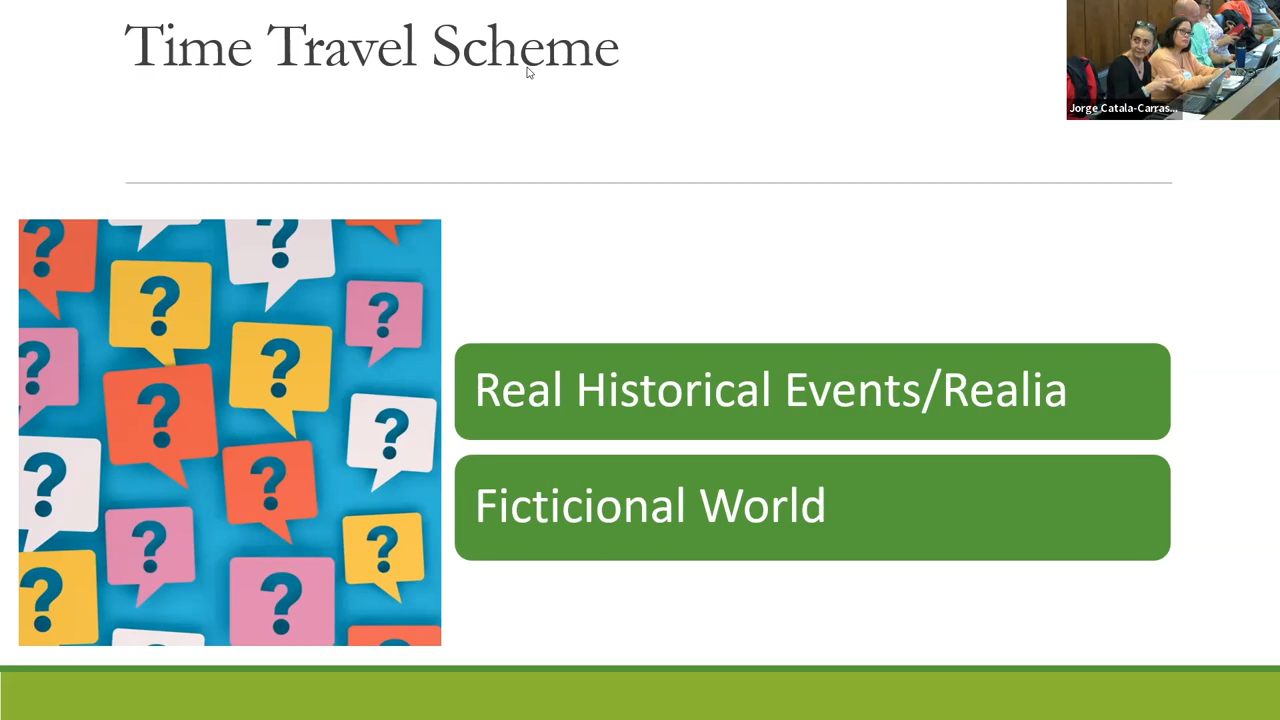 Time Travel Scheme
Jorge Catala-Carras...
? ? ? ? ? ? ? ? ? ? ? ? ? ? ?
Real Historical Events/Realia
Ficticional World